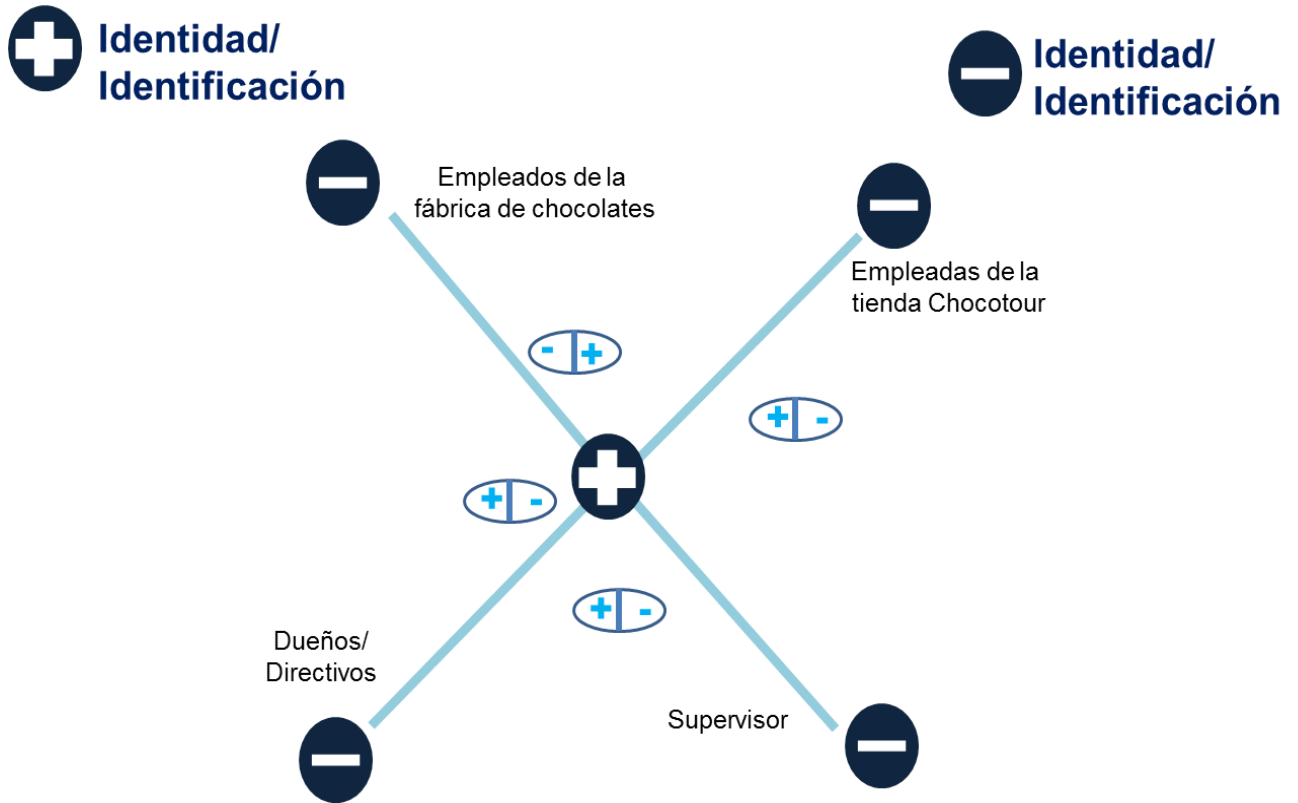 Identidad/
Identificación
Identidad/
Identificación
Empleados de la
fábrica de chocolates
Empleadas de la
tienda Chocotour
- +
+ -
+ -
+ -
Dueños/
Directivos
Supervisor